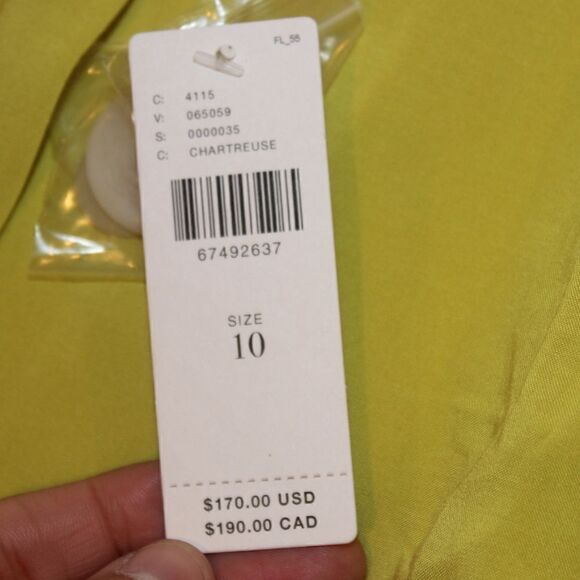 FL_55
C: 4115
V: 065059
S: 0000035
C: CHARTREUSE
67492637
SIZE
10
$170.00 USD
$190.00 CAD